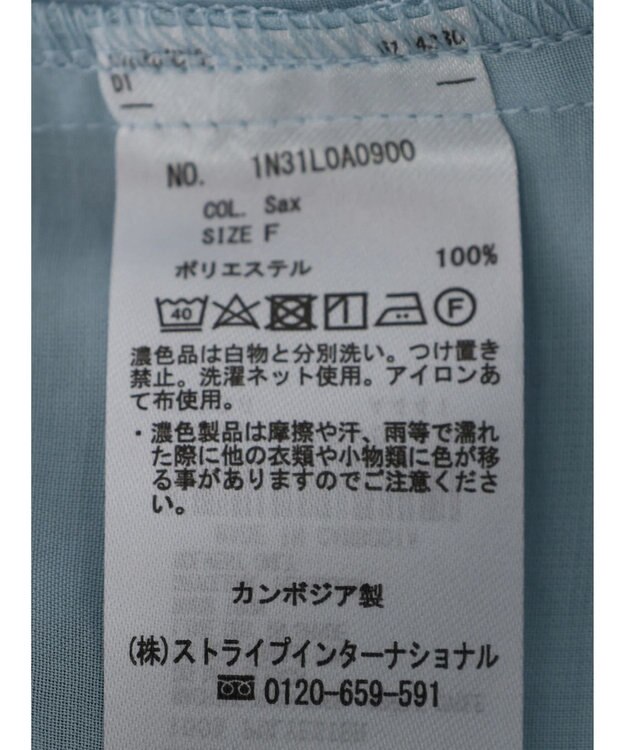 D1
NO. 1N31L0A0900
COL. Sax
SIZE F
ポリエステル 100%
40 F
濃色品は白物と分別洗い。つけ置き
禁止。洗濯ネット使用。アイロンあ
て布使用。
・濃色製品は摩擦や汗、雨等で濡れ
た際に他の衣類や小物類に色が移
る事がありますのでご注意くださ
い。
カンボジア製
(株)ストライプインターナショナル
0120-659-591